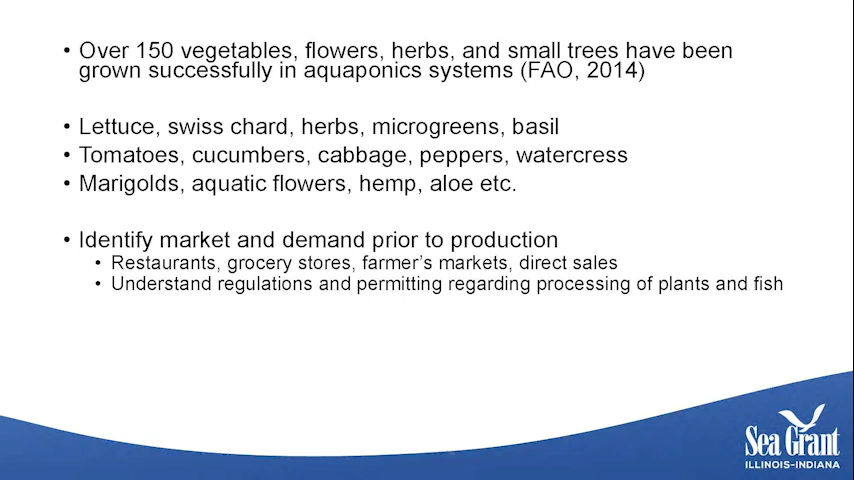 • Over 150 vegetables, flowers, herbs, and small trees have been
grown successfully in aquaponics systems (FAO, 2014)
• Lettuce, swiss chard, herbs, microgreens, basil
• Tomatoes, cucumbers, cabbage, peppers, watercress
• Marigolds, aquatic flowers, hemp, aloe etc.
• Identify market and demand prior to production
• Restaurants, grocery stores, farmer's markets, direct sales
• Understand regulations and permitting regarding processing of plants and fish
Sea Grant
ILLINOIS-INDIANA